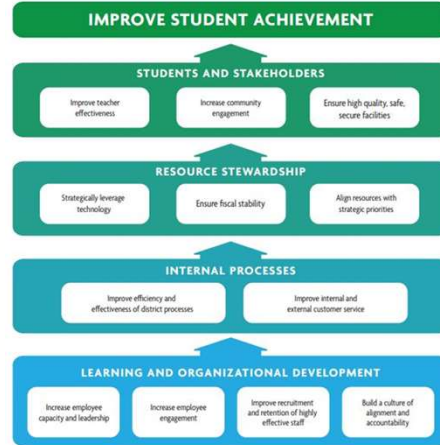 IMPROVE STUDENT ACHIEVEMENT
STUDENTS AND STAKEHOLDERS
Improve teacher
effectiveness
Increase community
engagement
Ensure high quality, safe,
secure facilities
RESOURCE STEWARDSHIP
Strategically leverage
technology
Ensure fiscal stability
Align resources with
strategic priorities
INTERNAL PROCESSES
Improve efficiency and
effectiveness of district processes
Improve internal and
external customer service
LEARNING AND ORGANIZATIONAL DEVELOPMENT
Increase employee
capacity and leadership
Increase employee
engagement
Improve recruitment
and retention of highly
effective staff
Build a culture of
alignment and
accountability